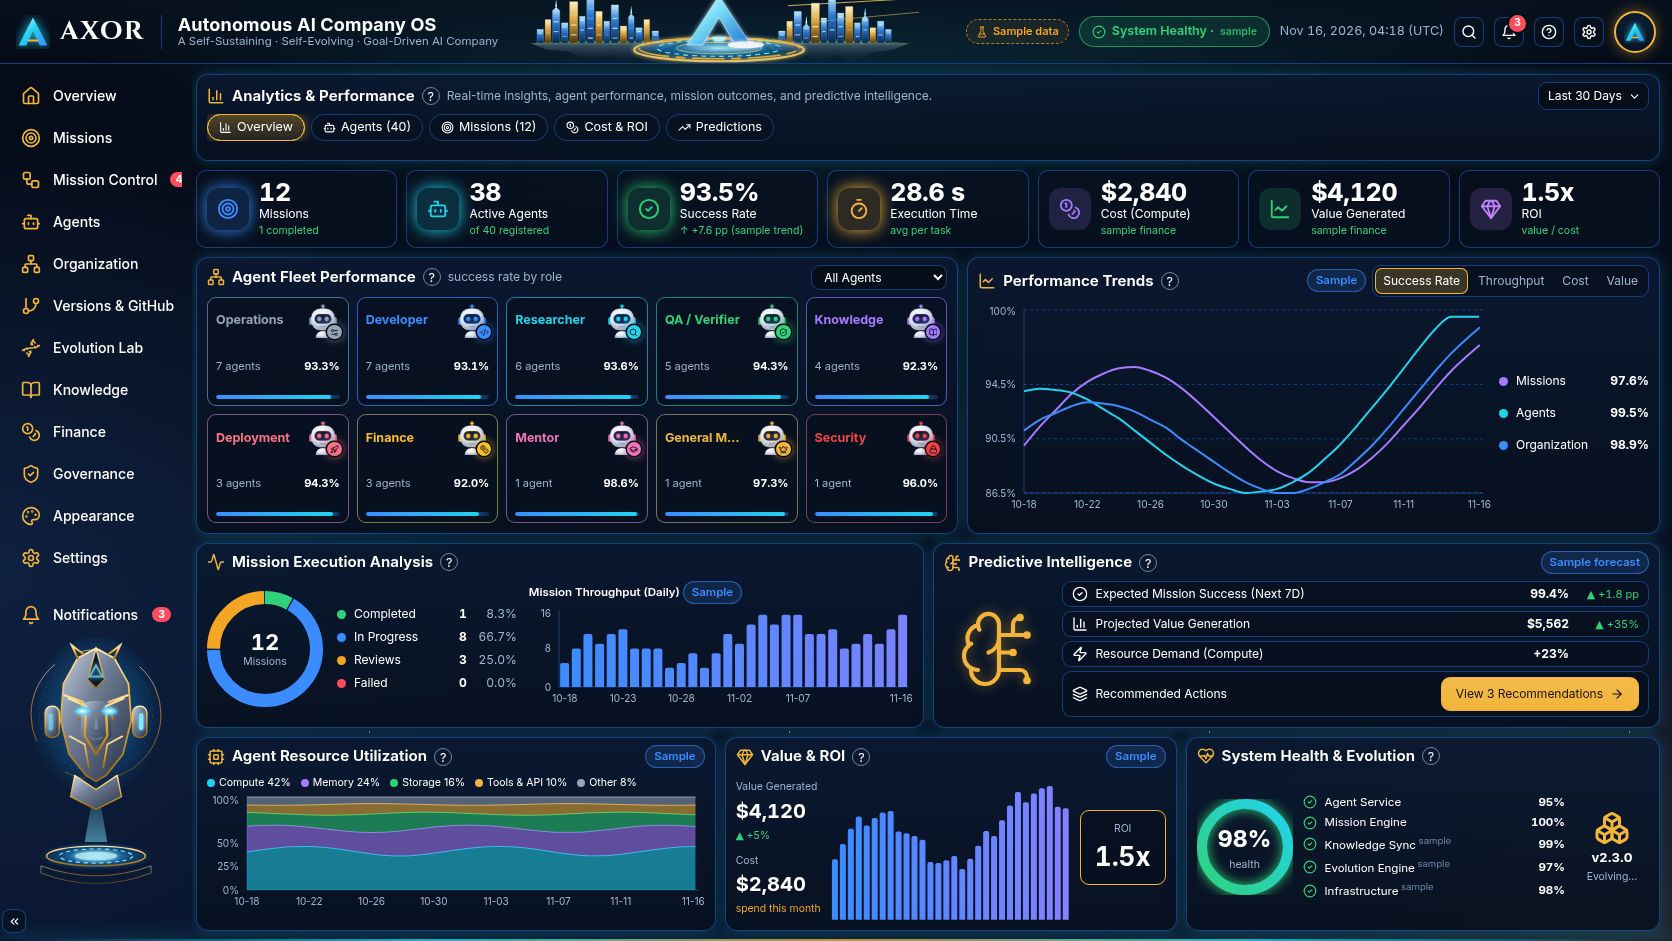 AXOR
Autonomous AI Company OS
A Self-Sustaining · Self-Evolving · Goal-Driven AI Company
Sample data
System Healthy · sample
Nov 16, 2026, 04:18 (UTC)
3
Overview
Missions
Mission Control 4
Agents
Organization
Versions & GitHub
Evolution Lab
Knowledge
Finance
Governance
Appearance
Settings
Notifications 3
Analytics & Performance ? Real-time insights, agent performance, mission outcomes, and predictive intelligence.
Last 30 Days
Overview Agents (40) Missions (12) Cost & ROI Predictions
12
Missions
1 completed
38
Active Agents
of 40 registered
93.5%
Success Rate
↑ +7.6 pp (sample trend)
28.6 s
Execution Time
avg per task
$2,840
Cost (Compute)
sample finance
$4,120
Value Generated
sample finance
1.5x
ROI
value / cost
Agent Fleet Performance ? success rate by role
All Agents
Operations
7 agents 93.3%
Developer
7 agents 93.1%
Researcher
6 agents 93.6%
QA / Verifier
5 agents 94.3%
Knowledge
4 agents 92.3%
Deployment
3 agents 94.3%
Finance
3 agents 92.0%
Mentor
1 agent 98.6%
General M...
1 agent 97.3%
Security
1 agent 96.0%
Performance Trends ?
Sample
Success Rate Throughput Cost Value
100%
94.5%
90.5%
86.5%
10-18 10-22 10-26 10-30 11-03 11-07 11-11 11-16
Missions 97.6%
Agents 99.5%
Organization 98.9%
Mission Execution Analysis ?
12
Missions
Completed 1 8.3%
In Progress 8 66.7%
Reviews 3 25.0%
Failed 0 0.0%
Mission Throughput (Daily) Sample
16
8
0
10-18 10-23 10-28 11-02 11-07 11-16
Predictive Intelligence ?
Sample forecast
Expected Mission Success (Next 7D) 99.4% ▲ +1.8 pp
Projected Value Generation $5,562 ▲ +35%
Resource Demand (Compute) +23%
Recommended Actions View 3 Recommendations →
Agent Resource Utilization ?
Sample
Compute 42% Memory 24% Storage 16% Tools & API 10% Other 8%
100%
50%
25%
0%
10-18 10-22 10-26 10-30 11-03 11-07 11-11 11-16
Value & ROI ?
Sample
Value Generated
$4,120
▲ +5%
Cost
$2,840
spend this month
ROI
1.5x
System Health & Evolution ?
98%
health
Agent Service 95%
Mission Engine 100%
Knowledge Sync sample 99%
Evolution Engine sample 97%
Infrastructure sample 98%
v2.3.0
Evolving...
«